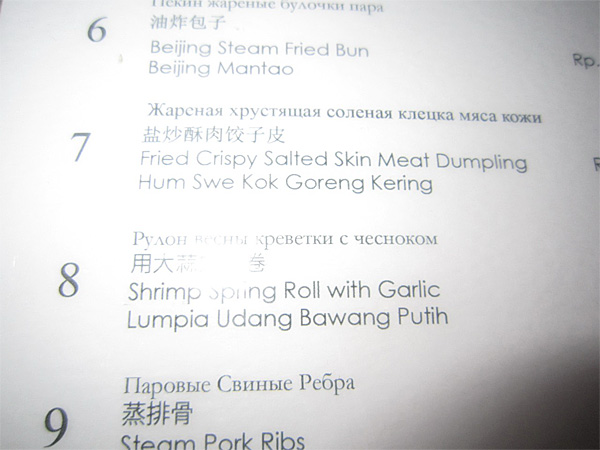 Пекин жареные булочки пара
6
油炸包子
Beijing Steam Fried Bun
Beijing Mantao
Rp.
Жареная хрустящая соленая клецка мяса кожи
7
盐炒酥肉饺子皮
Fried Crispy Salted Skin Meat Dumpling
Hum Swe Kok Goreng Kering
Рулон весны креветки с чесноком
8
用大蒜 卷
Shrimp Spring Roll with Garlic
Lumpia Udang Bawang Putih
Паровые Свиные Ребра
9
蒸排骨
Steam Pork Ribs